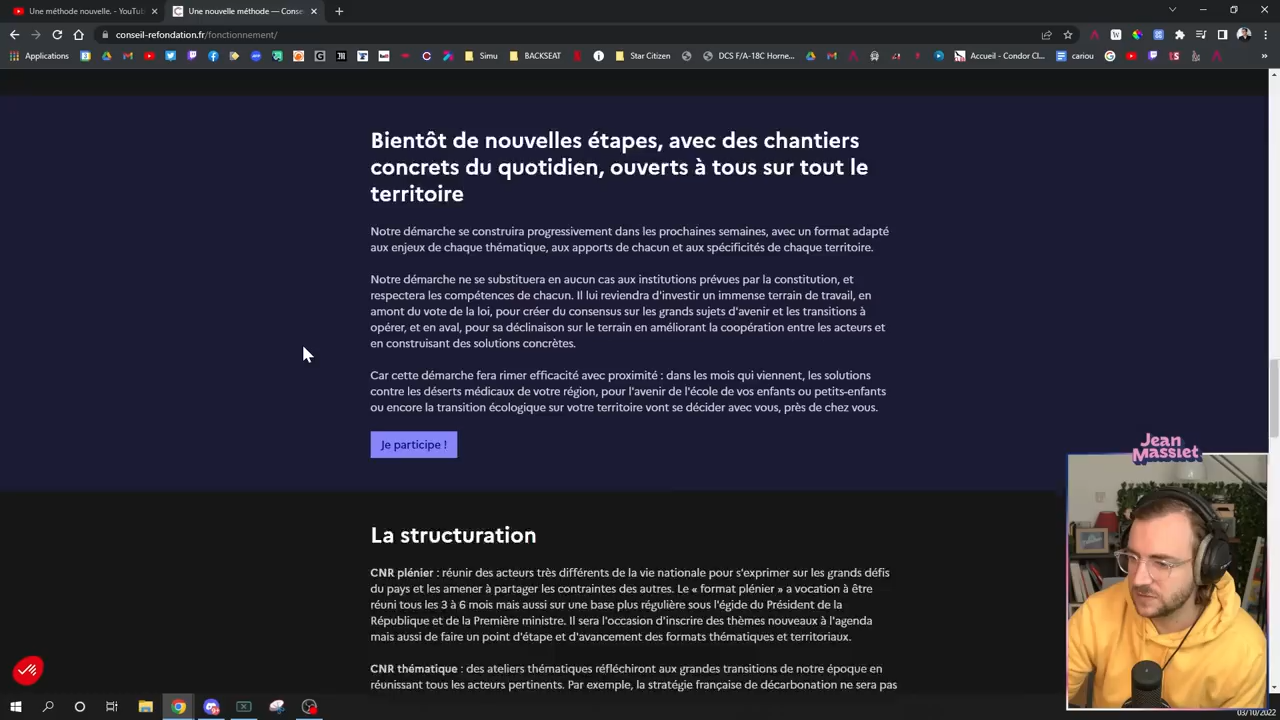 Une méthode nouvelle. - YouTub
Une nouvelle méthode — Conse
conseil-refondation.fr/fonctionnement/
Applications
Simu
BACKSEAT
Star Citizen
DCS F/A-18C Horne...
Accueil - Condor Cl...
cariou
Bientôt de nouvelles étapes, avec des chantiers
concrets du quotidien, ouverts à tous sur tout le
territoire
Notre démarche se construira progressivement dans les prochaines semaines, avec un format adapté
aux enjeux de chaque thématique, aux apports de chacun et aux spécificités de chaque territoire.
Notre démarche ne se substituera en aucun cas aux institutions prévues par la constitution, et
respectera les compétences de chacun. Il lui reviendra d'investir un immense terrain de travail, en
amont du vote de la loi, pour créer du consensus sur les grands sujets d'avenir et les transitions à
opérer, et en aval, pour sa déclinaison sur le terrain en améliorant la coopération entre les acteurs et
en construisant des solutions concrètes.
Car cette démarche fera rimer efficacité avec proximité : dans les mois qui viennent, les solutions
contre les déserts médicaux de votre région, pour l'avenir de l'école de vos enfants ou petits-enfants
ou encore la transition écologique sur votre territoire vont se décider avec vous, près de chez vous.
Je participe !
Jean
Massiet
La structuration
CNR plénier : réunir des acteurs très différents de la vie nationale pour s'exprimer sur les grands défis
du pays et les amener à partager les contraintes des autres. Le « format plénier » a vocation à être
réuni tous les 3 à 6 mois mais aussi sur une base plus régulière sous l'égide du Président de la
République et de la Première ministre. Il sera l'occasion d'inscrire des thèmes nouveaux à l'agenda
mais aussi de faire un point d'étape et d'avancement des formats thématiques et territoriaux.
CNR thématique : des ateliers thématiques réfléchiront aux grandes transitions de notre époque en
réunissant tous les acteurs pertinents. Par exemple, la stratégie française de décarbonation ne sera pas
03/10/2022